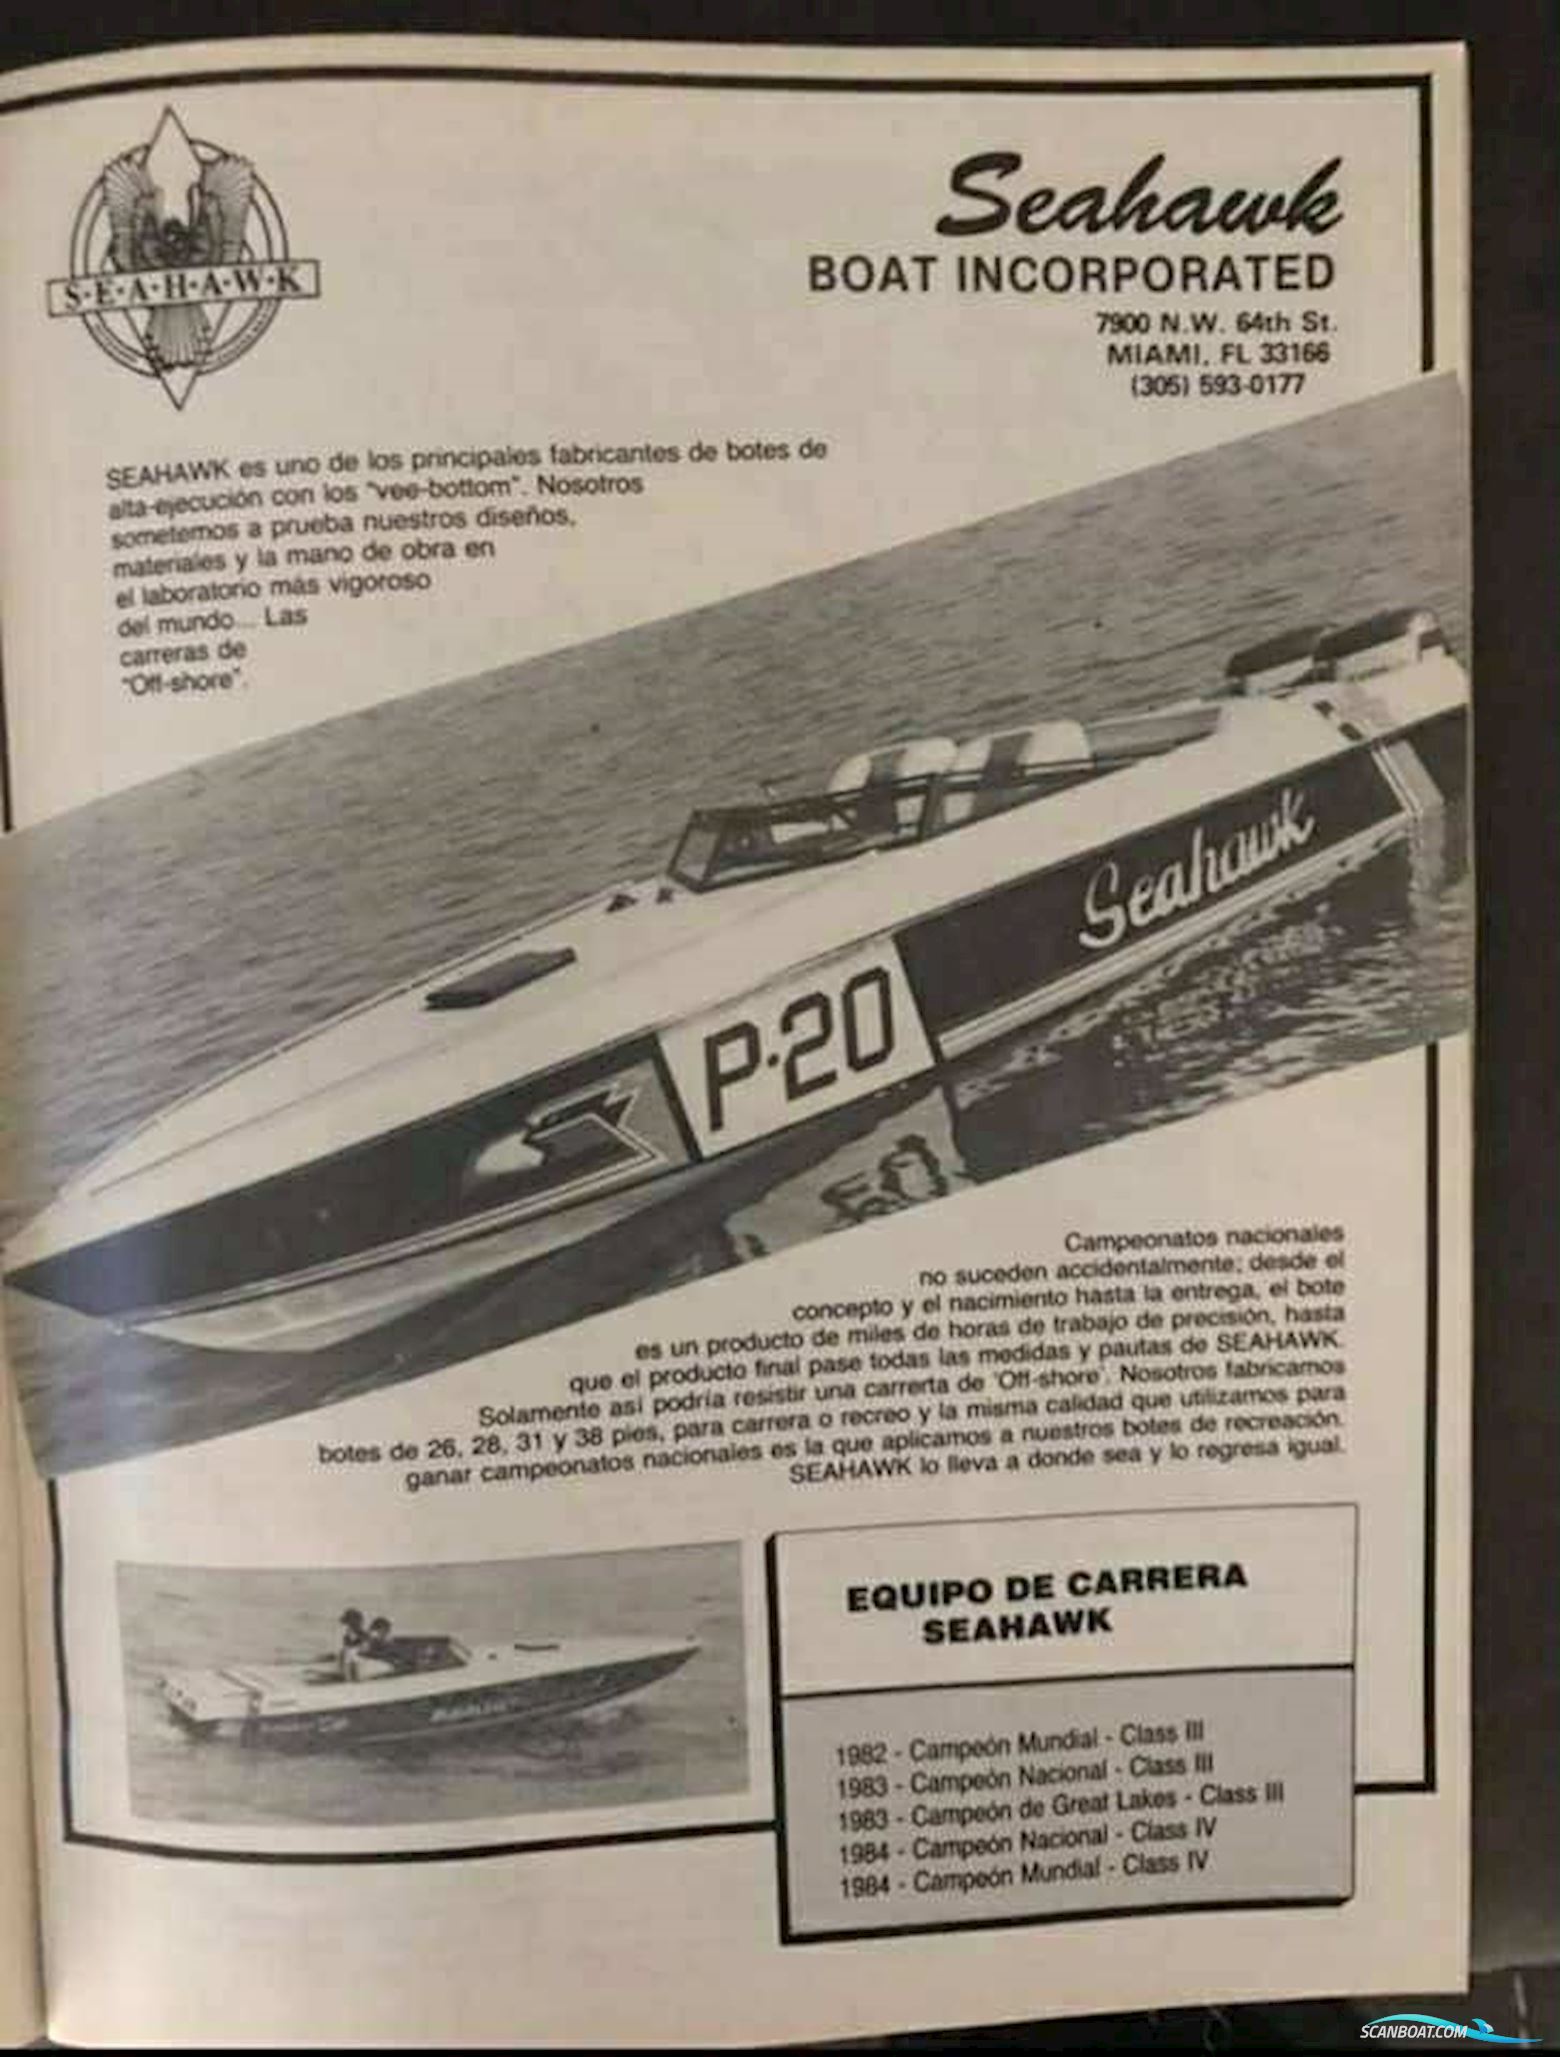 S·E·A·H·A·W·K
Seahawk
BOAT INCORPORATED
7900 N.W. 64th St.
MIAMI, FL 33166
(305) 593-0177
SEAHAWK es uno de los principales fabricantes de botes de
alta-ejecución con los "vee-bottom". Nosotros
sometemos a prueba nuestros diseños,
materiales y la mano de obra en
el laboratorio más vigoroso
del mundo... Las
carreras de
"Off-shore".
Seahawk
P-20
Campeonatos nacionales
no suceden accidentalmente; desde el
concepto y el nacimiento hasta la entrega, el bote
es un producto de miles de horas de trabajo de precisión, hasta
que el producto final pase todas las medidas y pautas de SEAHAWK.
Solamente así podría resistir una carrerta de 'Off-shore'. Nosotros fabricamos
botes de 26, 28, 31 y 38 pies, para carrera o recreo y la misma calidad que utilizamos para
ganar campeonatos nacionales es la que aplicamos a nuestros botes de recreación.
SEAHAWK lo lleva a donde sea y lo regresa igual.
EQUIPO DE CARRERA
SEAHAWK
1982 - Campeón Mundial - Class III
1983 - Campeón Nacional - Class III
1983 - Campeón de Great Lakes - Class III
1984 - Campeón Nacional - Class IV
1984 - Campeón Mundial - Class IV
SCANBOAT.COM